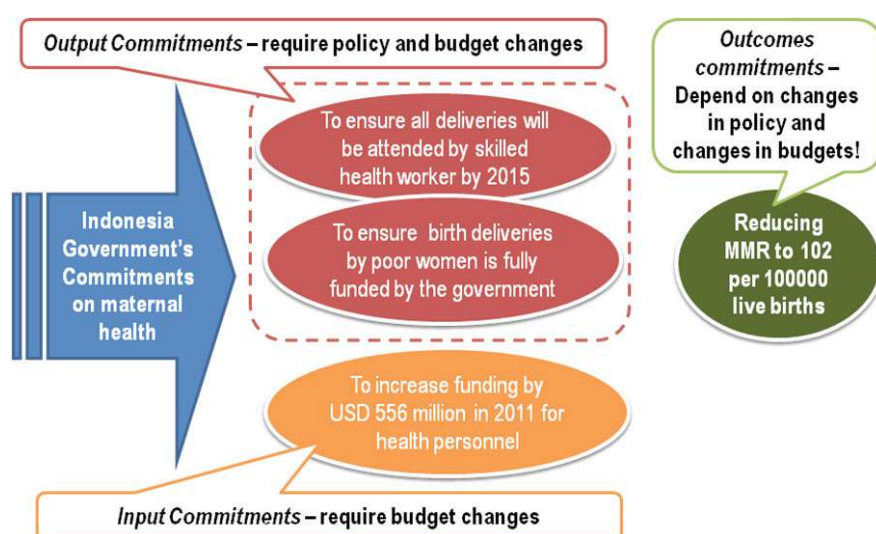 Output Commitments – require policy and budget changes
To ensure all deliveries will
be attended by skilled
health worker by 2015
To ensure birth deliveries
by poor women is fully
funded by the government
Indonesia
Government's
Commitments
on maternal
health
To increase funding by
USD 556 million in 2011 for
health personnel
Input Commitments – require budget changes
Outcomes
commitments –
Depend on changes
in policy and
changes in budgets!
Reducing
MMR to 102
per 100000
live births